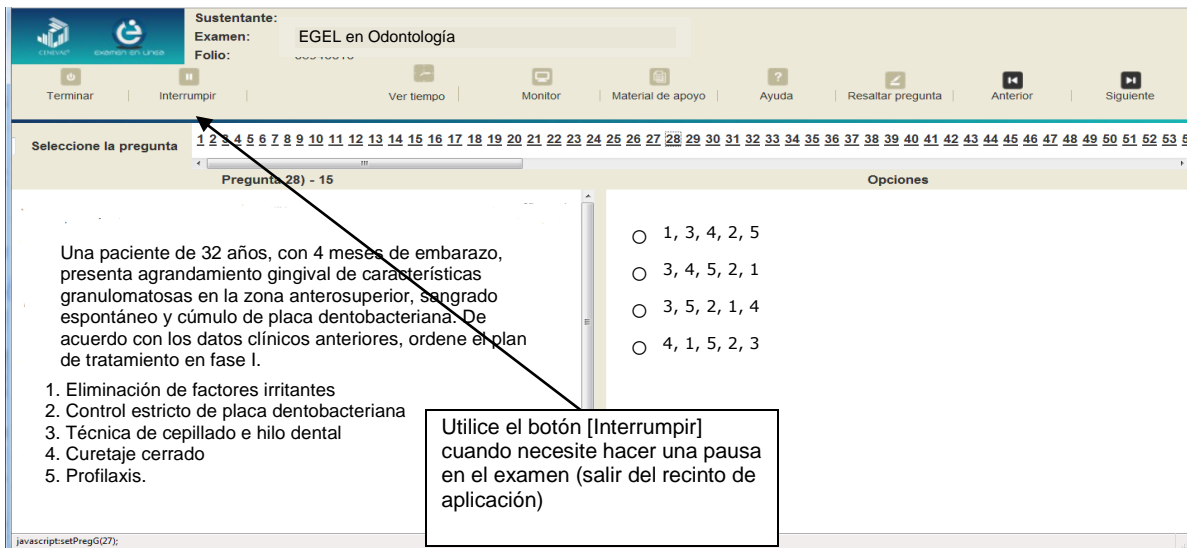 CENEVAL
examen en línea
Sustentante:
Examen: EGEL en Odontología
Folio:
Terminar | Interrumpir | Ver tiempo | Monitor | Material de apoyo | Ayuda | Resaltar pregunta | Anterior | Siguiente
Seleccione la pregunta 1 2 3 4 5 6 7 8 9 10 11 12 13 14 15 16 17 18 19 20 21 22 23 24 25 26 27 28 29 30 31 32 33 34 35 36 37 38 39 40 41 42 43 44 45 46 47 48 49 50 51 52 53
Pregunta 28) - 15
Opciones
Una paciente de 32 años, con 4 meses de embarazo,
presenta agrandamiento gingival de características
granulomatosas en la zona anterosuperior, sangrado
espontáneo y cúmulo de placa dentobacteriana. De
acuerdo con los datos clínicos anteriores, ordene el plan
de tratamiento en fase I.
1. Eliminación de factores irritantes
2. Control estricto de placa dentobacteriana
3. Técnica de cepillado e hilo dental
4. Curetaje cerrado
5. Profilaxis.
1, 3, 4, 2, 5
3, 4, 5, 2, 1
3, 5, 2, 1, 4
4, 1, 5, 2, 3
Utilice el botón [Interrumpir]
cuando necesite hacer una pausa
en el examen (salir del recinto de
aplicación)
javascript:setPregG(27);